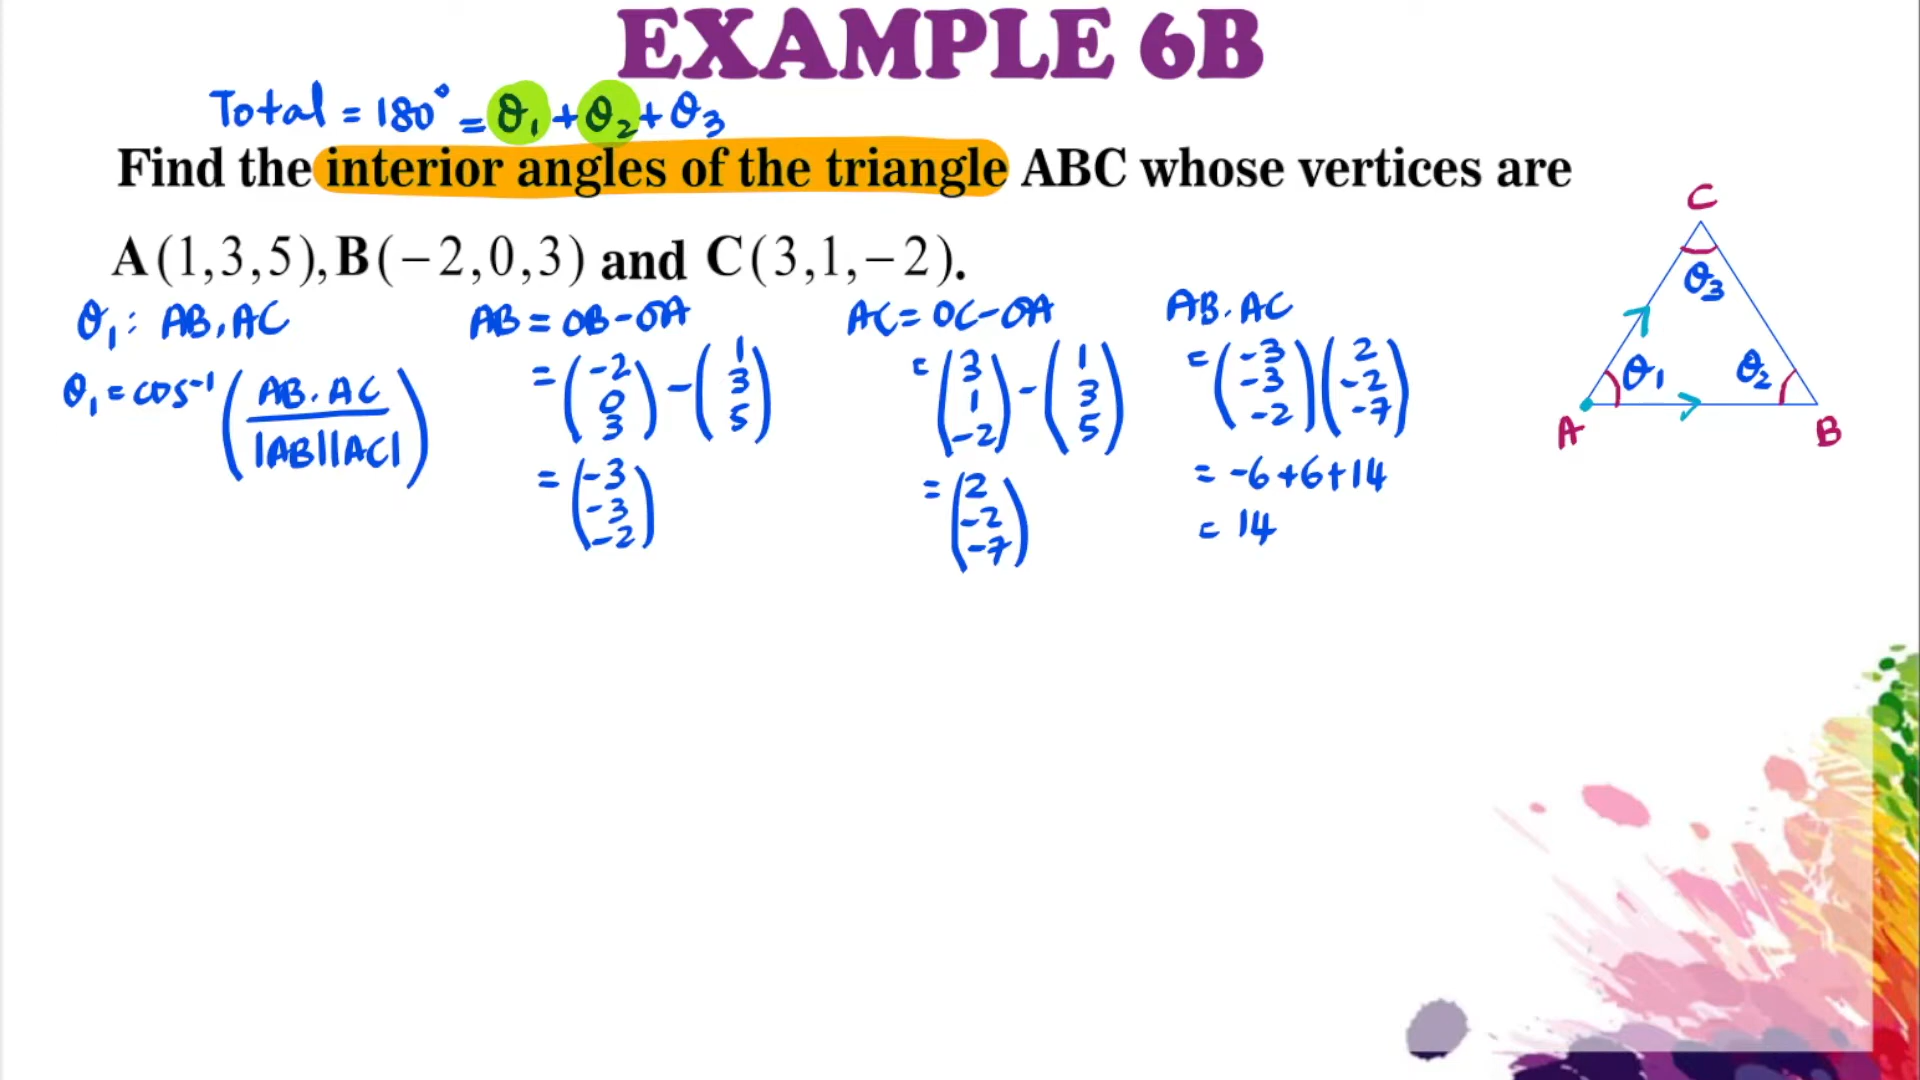 EXAMPLE 6B
Total = 180° = θ₁ + θ₂ + θ₃
Find the interior angles of the triangle ABC whose vertices are
A(1,3,5), B(−2,0,3) and C(3,1,−2).
θ₁ : AB, AC
θ₁ = cos⁻¹ (AB . AC / |AB||AC|)
AB = OB - OA
= (-2 0 3) - (1 3 5)
= (-3 -3 -2)
AC = OC - OA
= (3 1 -2) - (1 3 5)
= (2 -2 -7)
AB . AC
= (-3 -3 -2) (2 -2 -7)
= -6 + 6 + 14
= 14
C
θ₃
θ₁ θ₂
A B